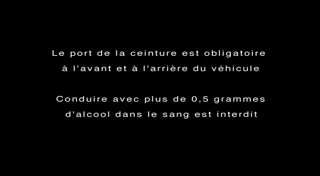 Le port de la ceinture est obligatoire
à l'avant et à l'arrière du véhicule
Conduire avec plus de 0,5 grammes
d'alcool dans le sang est interdit